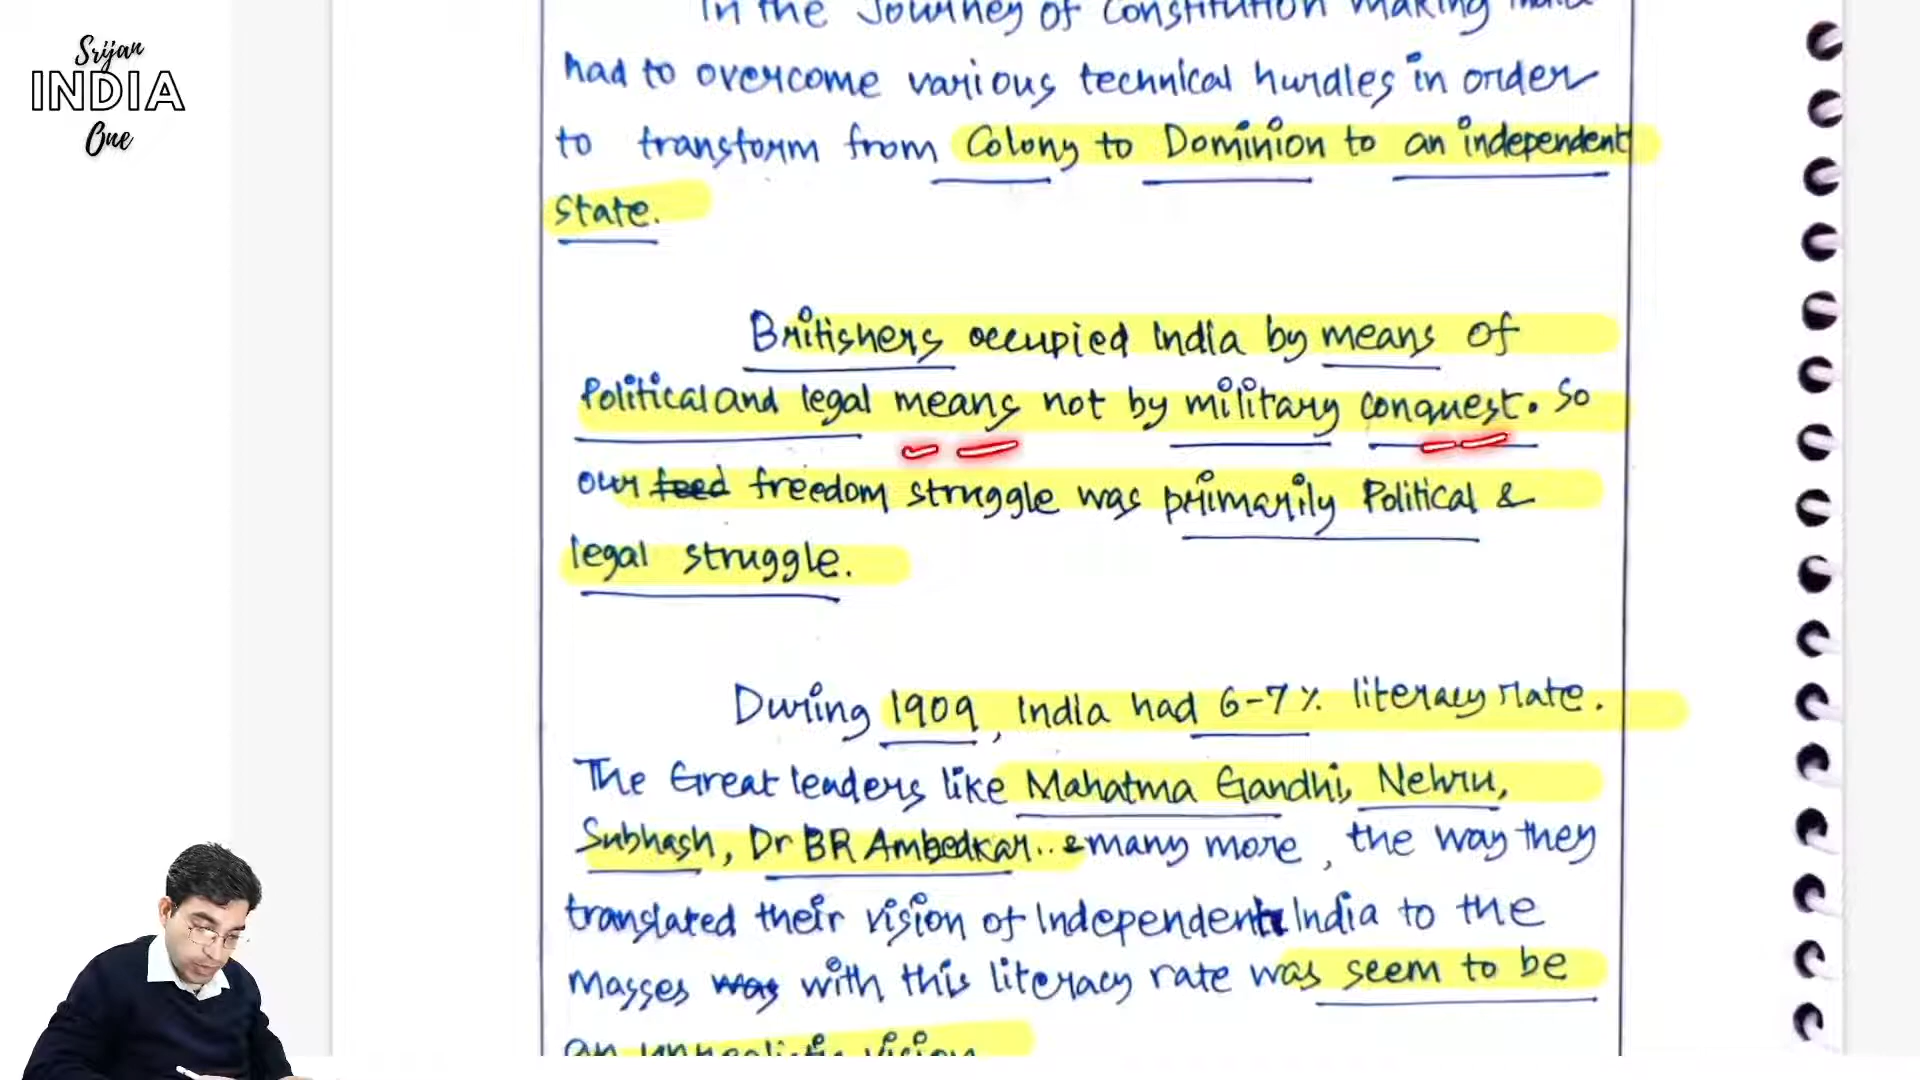 Srijan
INDIA
One
In the Journey of Constitution making India
had to overcome various technical hurdles in order
to transform from Colony to Dominion to an independent
state.
Britishers occupied India by means of
Political and legal means not by military conquest. So
our feed freedom struggle was primarily Political &
legal struggle.
During 1909, India had 6-7% literacy rate.
The Great leaders like Mahatma Gandhi, Nehru,
Subhash, Dr BR Ambedkar.. & many more, the way they
translated their vision of Independent India to the
masses was with this literacy rate was seem to be
an unrealistic vision